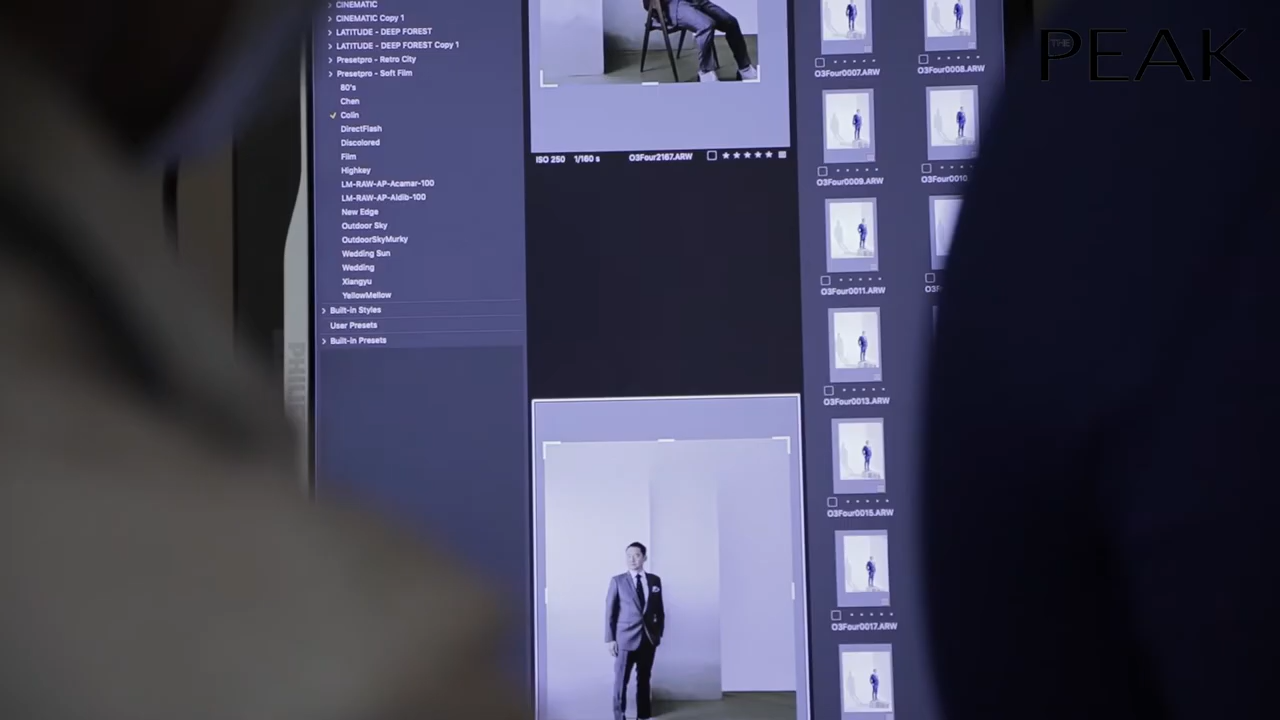 CINEMATIC
CINEMATIC Copy 1
LATITUDE - DEEP FOREST
LATITUDE - DEEP FOREST Copy 1
Presetpro - Retro City
Presetpro - Soft Film
80's
Chen
Colin
DirectFlash
Discolored
Film
Highkey
LM-RAW-AP-Acamar-100
LM-RAW-AP-Aldib-100
New Edge
Outdoor Sky
OutdoorSkyMurky
Wedding Sun
Wedding
Xiangyu
YellowMellow
Built-in Styles
User Presets
Built-in Presets
ISO 250 1/160 s O3Four2167.ARW
O3Four0007.ARW O3Four0008.ARW
O3Four0009.ARW O3Four0010
O3Four0011.ARW O3F
O3Four0013.ARW
O3Four0015.ARW
O3Four0017.ARW
THE
PEAK